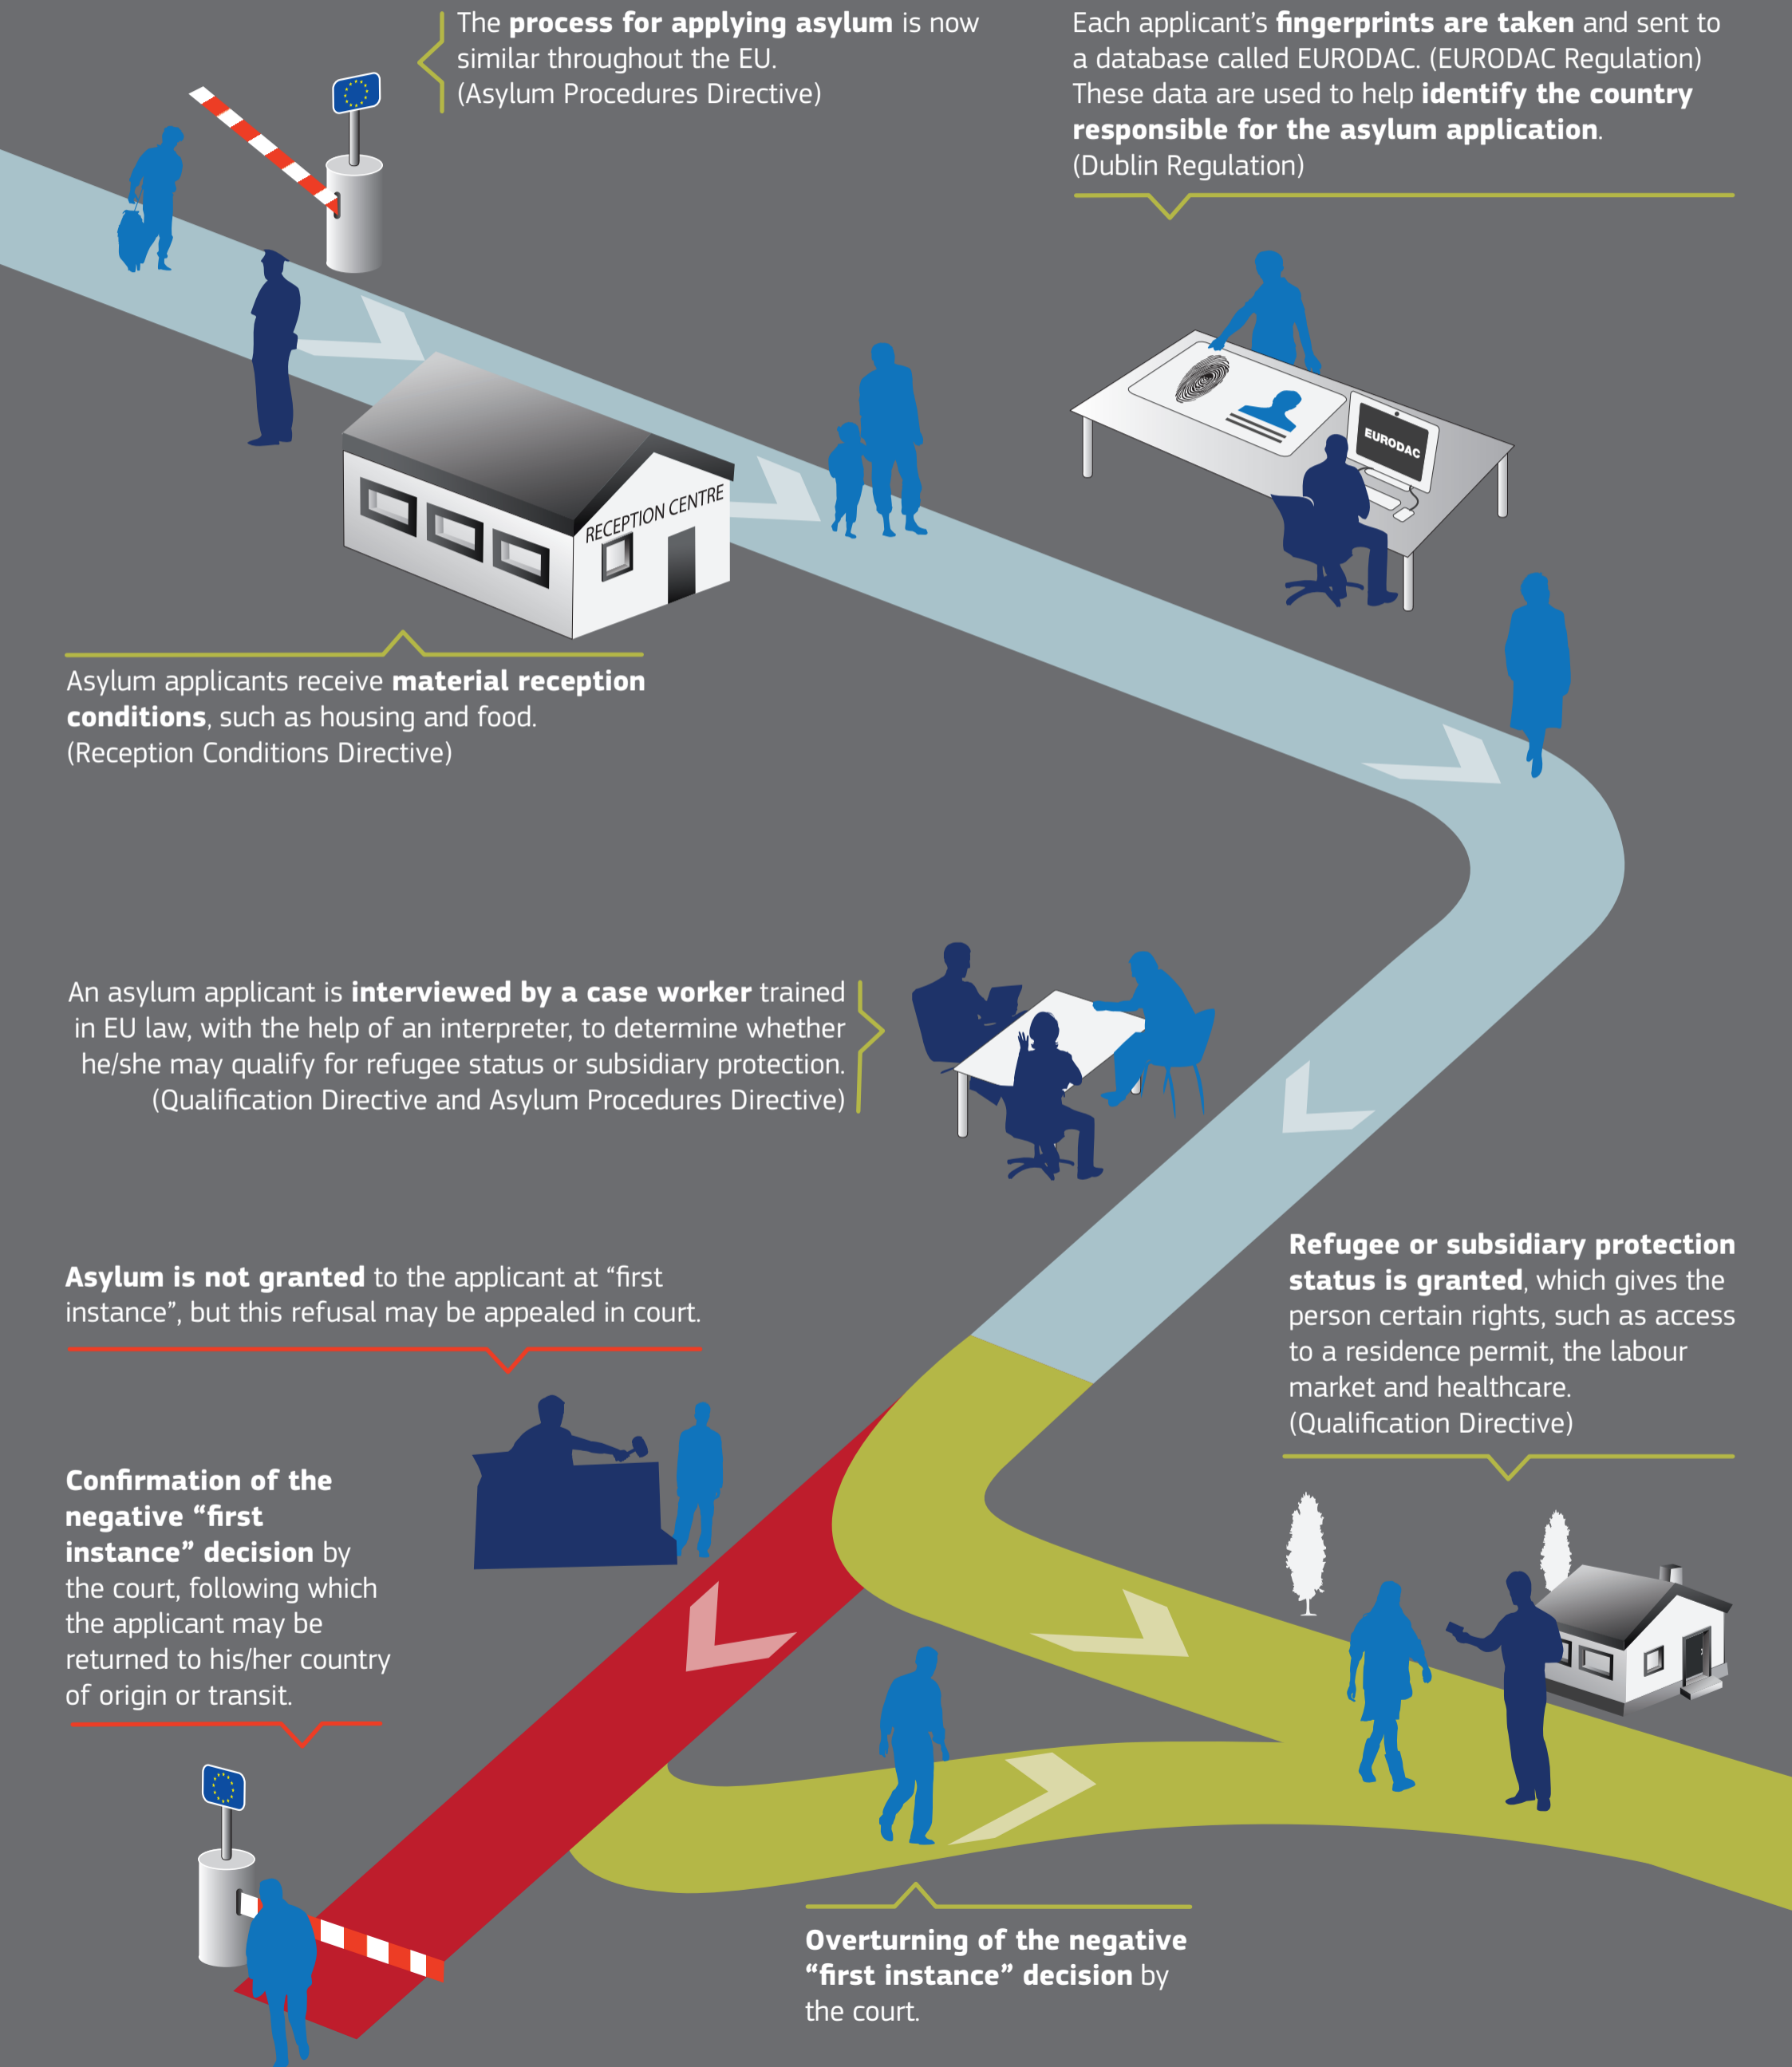 The process for applying asylum is now
similar throughout the EU.
(Asylum Procedures Directive)
Each applicant’s fingerprints are taken and sent to
a database called EURODAC. (EURODAC Regulation)
These data are used to help identify the country
responsible for the asylum application.
(Dublin Regulation)
EURODAC
RECEPTION CENTRE
Asylum applicants receive material reception
conditions, such as housing and food.
(Reception Conditions Directive)
An asylum applicant is interviewed by a case worker trained
in EU law, with the help of an interpreter, to determine whether
he/she may qualify for refugee status or subsidiary protection.
(Qualification Directive and Asylum Procedures Directive)
Asylum is not granted to the applicant at “first
instance”, but this refusal may be appealed in court.
Refugee or subsidiary protection
status is granted, which gives the
person certain rights, such as access
to a residence permit, the labour
market and healthcare.
(Qualification Directive)
Confirmation of the
negative “first
instance” decision by
the court, following which
the applicant may be
returned to his/her country
of origin or transit.
Overturning of the negative
“first instance” decision by
the court.